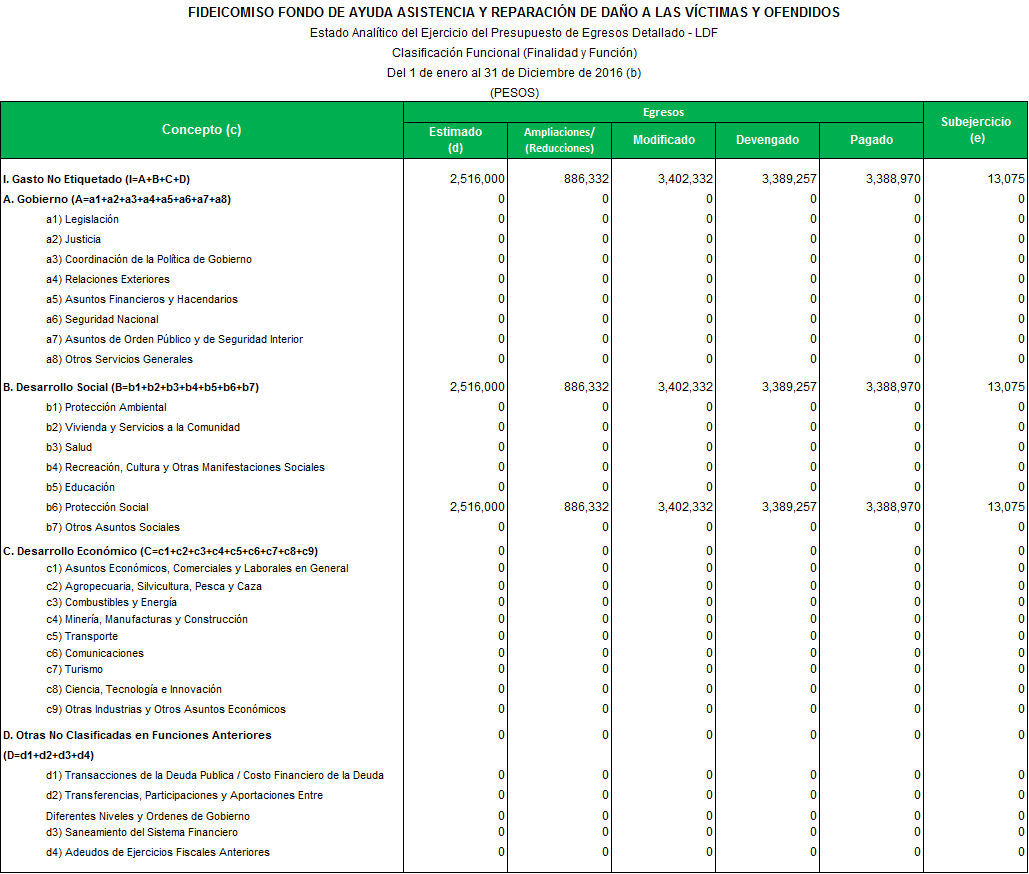 FIDEICOMISO FONDO DE AYUDA ASISTENCIA Y REPARACIÓN DE DAÑO A LAS VÍCTIMAS Y OFENDIDOS
Estado Analítico del Ejercicio del Presupuesto de Egresos Detallado - LDF
Clasificación Funcional (Finalidad y Función)
Del 1 de enero al 31 de Diciembre de 2016 (b)
(PESOS)
Concepto (c) Egresos Subejercicio (e)
Estimado (d) Ampliaciones/ (Reducciones) Modificado Devengado Pagado
I. Gasto No Etiquetado (I=A+B+C+D) 2,516,000 886,332 3,402,332 3,389,257 3,388,970 13,075
A. Gobierno (A=a1+a2+a3+a4+a5+a6+a7+a8) 0 0 0 0 0 0
a1) Legislación 0 0 0 0 0 0
a2) Justicia 0 0 0 0 0 0
a3) Coordinación de la Política de Gobierno 0 0 0 0 0 0
a4) Relaciones Exteriores 0 0 0 0 0 0
a5) Asuntos Financieros y Hacendarios 0 0 0 0 0 0
a6) Seguridad Nacional 0 0 0 0 0 0
a7) Asuntos de Orden Público y de Seguridad Interior 0 0 0 0 0 0
a8) Otros Servicios Generales 0 0 0 0 0 0
B. Desarrollo Social (B=b1+b2+b3+b4+b5+b6+b7) 2,516,000 886,332 3,402,332 3,389,257 3,388,970 13,075
b1) Protección Ambiental 0 0 0 0 0 0
b2) Vivienda y Servicios a la Comunidad 0 0 0 0 0 0
b3) Salud 0 0 0 0 0 0
b4) Recreación, Cultura y Otras Manifestaciones Sociales 0 0 0 0 0 0
b5) Educación 0 0 0 0 0 0
b6) Protección Social 2,516,000 886,332 3,402,332 3,389,257 3,388,970 13,075
b7) Otros Asuntos Sociales 0 0 0 0 0 0
C. Desarrollo Económico (C=c1+c2+c3+c4+c5+c6+c7+c8+c9) 0 0 0 0 0 0
c1) Asuntos Económicos, Comerciales y Laborales en General 0 0 0 0 0 0
c2) Agropecuaria, Silvicultura, Pesca y Caza 0 0 0 0 0 0
c3) Combustibles y Energía 0 0 0 0 0 0
c4) Minería, Manufacturas y Construcción 0 0 0 0 0 0
c5) Transporte 0 0 0 0 0 0
c6) Comunicaciones 0 0 0 0 0 0
c7) Turismo 0 0 0 0 0 0
c8) Ciencia, Tecnología e Innovación 0 0 0 0 0 0
c9) Otras Industrias y Otros Asuntos Económicos 0 0 0 0 0 0
D. Otras No Clasificadas en Funciones Anteriores 0 0 0 0 0 0
(D=d1+d2+d3+d4)
d1) Transacciones de la Deuda Publica / Costo Financiero de la Deuda 0 0 0 0 0 0
d2) Transferencias, Participaciones y Aportaciones Entre 0 0 0 0 0 0
Diferentes Niveles y Ordenes de Gobierno 0 0 0 0 0 0
d3) Saneamiento del Sistema Financiero 0 0 0 0 0 0
d4) Adeudos de Ejercicios Fiscales Anteriores 0 0 0 0 0 0